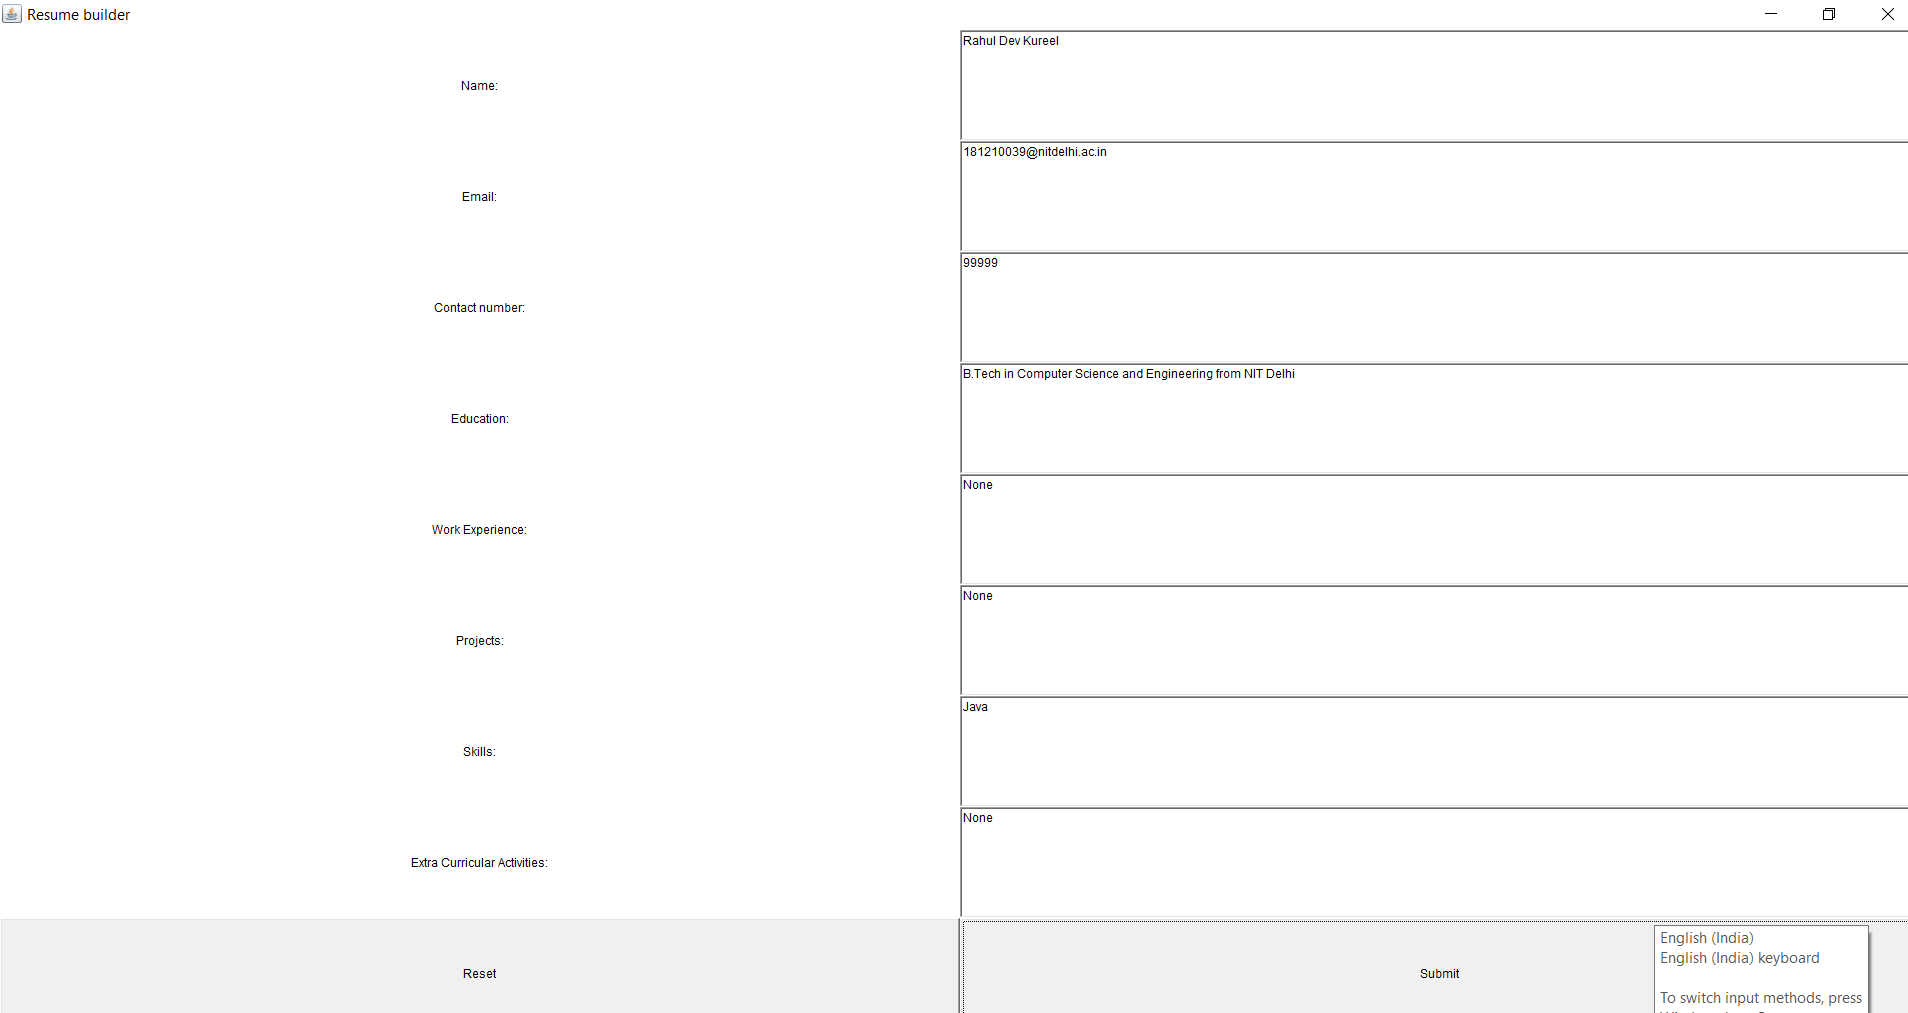 Resume builder
Name:
Rahul Dev Kureel
Email:
181210039@nitdelhi.ac.in
Contact number:
99999
Education:
B.Tech in Computer Science and Engineering from NIT Delhi
Work Experience:
None
Projects:
None
Skills:
Java
Extra Curricular Activities:
None
Reset
Submit
English (India)
English (India) keyboard
To switch input methods, press